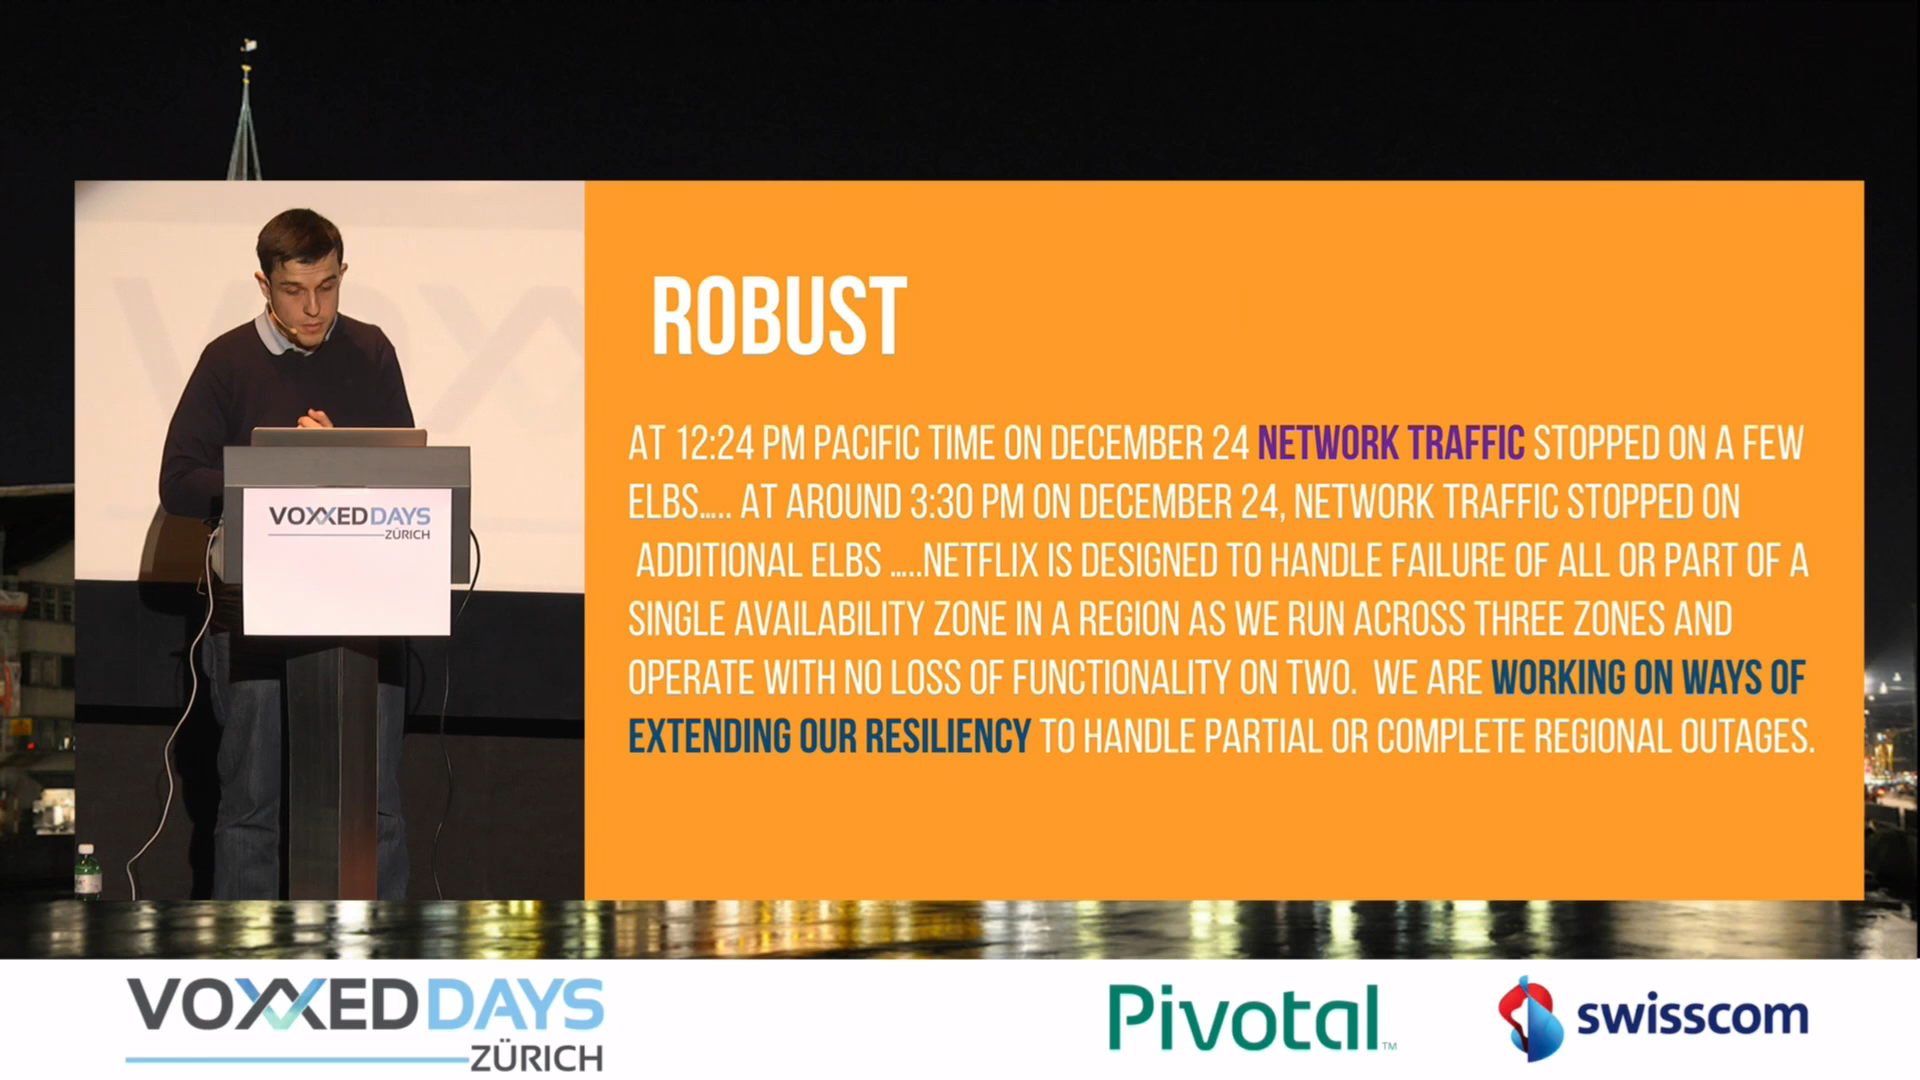 ROBUST
AT 12:24 PM PACIFIC TIME ON DECEMBER 24 NETWORK TRAFFIC STOPPED ON A FEW
ELBS..... AT AROUND 3:30 PM ON DECEMBER 24, NETWORK TRAFFIC STOPPED ON
ADDITIONAL ELBS .....NETFLIX IS DESIGNED TO HANDLE FAILURE OF ALL OR PART OF A
SINGLE AVAILABILITY ZONE IN A REGION AS WE RUN ACROSS THREE ZONES AND
OPERATE WITH NO LOSS OF FUNCTIONALITY ON TWO. WE ARE WORKING ON WAYS OF
EXTENDING OUR RESILIENCY TO HANDLE PARTIAL OR COMPLETE REGIONAL OUTAGES.
VOXXED DAYS
ZÜRICH
VOXXED DAYS
ZÜRICH
Pivotal™
swisscom